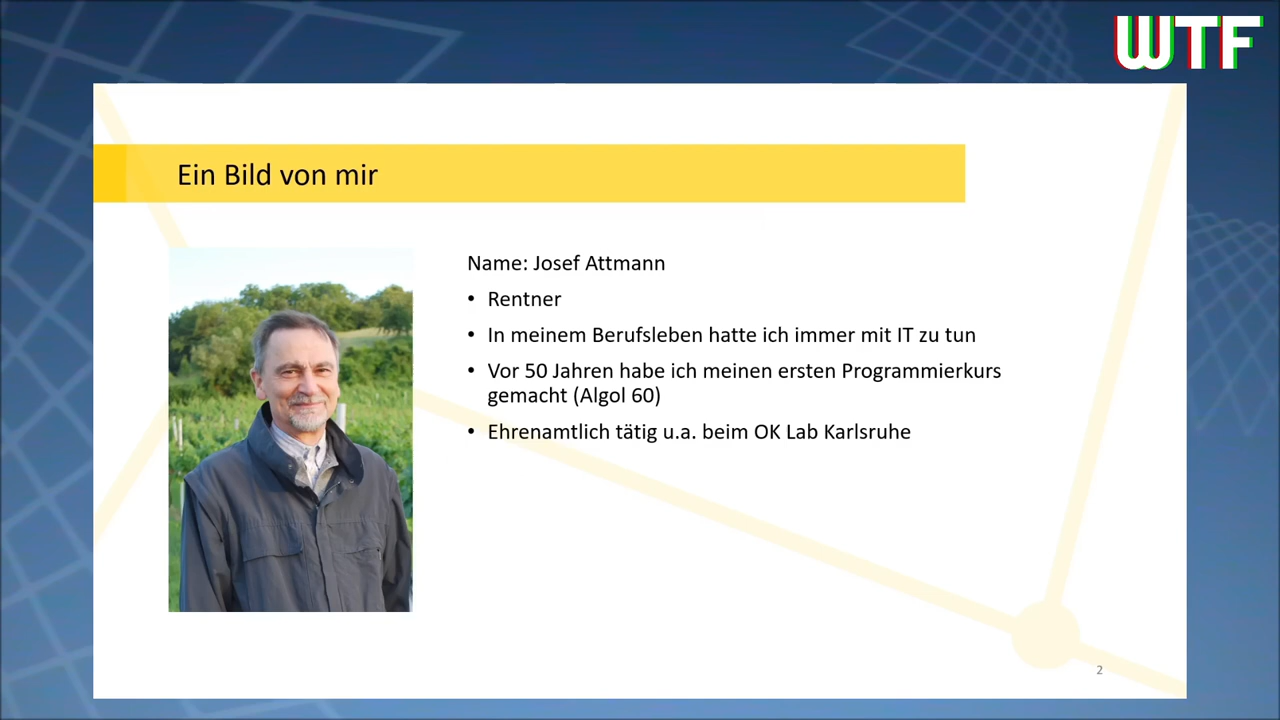 WTF
Ein Bild von mir
Name: Josef Attmann
• Rentner
• In meinem Berufsleben hatte ich immer mit IT zu tun
• Vor 50 Jahren habe ich meinen ersten Programmierkurs
gemacht (Algol 60)
• Ehrenamtlich tätig u.a. beim OK Lab Karlsruhe
2